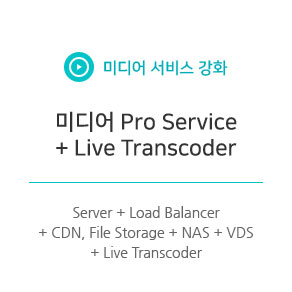 미디어 서비스 강화
미디어 Pro Service
+ Live Transcoder
Server + Load Balancer
+ CDN, File Storage + NAS + VDS
+ Live Transcoder